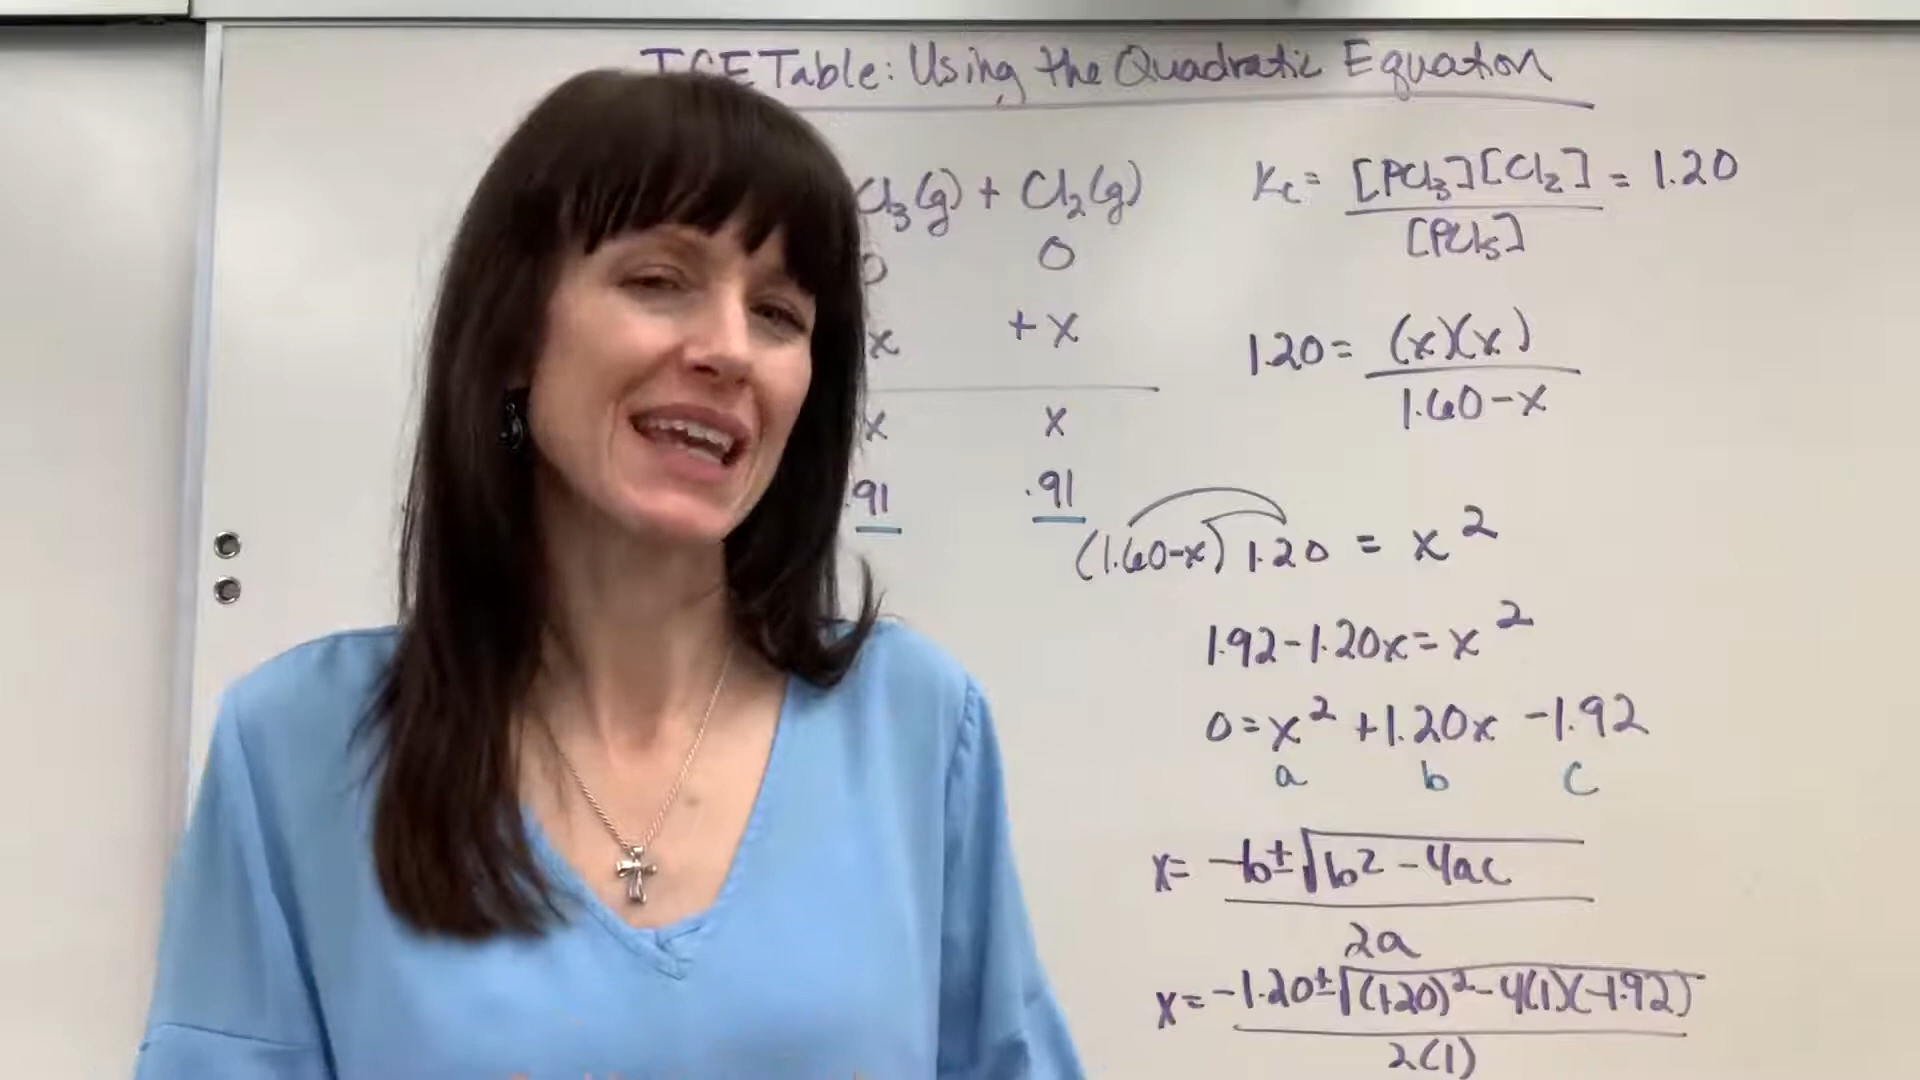 ICE Table: Using the Quadratic Equation
Cl₃(g) + Cl₂(g)
0 0
x +x
x x
.91 .91
Kc = [PCl₃][Cl₂] / [PCl₅] = 1.20
1.20 = (x)(x) / 1.60-x
(1.60-x) 1.20 = x²
1.92-1.20x = x²
0 = x² +1.20x -1.92
a b c
x = -b ± √b² - 4ac / 2a
x = -1.20 ± √(1.20)² - 4(1)(-1.92) / 2(1)